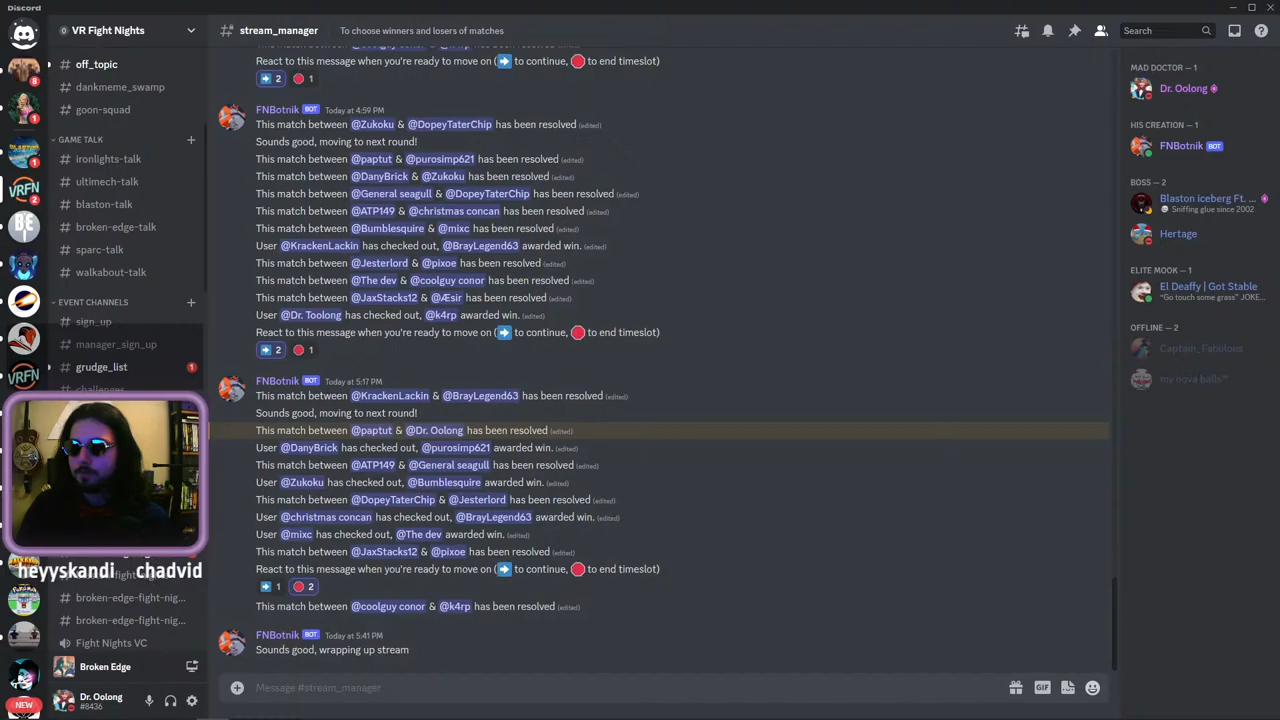 Discord
VR Fight Nights
off_topic
dankmeme_swamp
goon-squad
GAME TALK
ironlights-talk
ultimech-talk
blaston-talk
broken-edge-talk
sparc-talk
walkabout-talk
EVENT CHANNELS
sign_up
manager_sign_up
grudge_list
1
challenges
heyyskandi chadvid
broken-edge-fight-nig...
broken-edge-fight-nig...
Fight Nights VC
Broken Edge
Dr. Oolong
#8436
8
1
1
VRFN
2
BE
VRFN
NEW
stream_manager
To choose winners and losers of matches
Search
React to this message when you're ready to move on (➡️ to continue, 🛑 to end timeslot)
2 1
FNBotnik BOT Today at 4:59 PM
This match between @Zukoku & @DopeyTaterChip has been resolved (edited)
Sounds good, moving to next round!
This match between @paptut & @purosimp621 has been resolved (edited)
This match between @DanyBrick & @Zukoku has been resolved (edited)
This match between @General seagull & @DopeyTaterChip has been resolved (edited)
This match between @ATP149 & @christmas concan has been resolved (edited)
This match between @Bumblesquire & @mixc has been resolved (edited)
User @KrackenLackin has checked out, @BrayLegend63 awarded win. (edited)
This match between @Jesterlord & @pixoe has been resolved (edited)
This match between @The dev & @coolguy conor has been resolved (edited)
This match between @JaxStacks12 & @Æsir has been resolved (edited)
User @Dr. Toolong has checked out, @k4rp awarded win. (edited)
React to this message when you're ready to move on (➡️ to continue, 🛑 to end timeslot)
2 1
FNBotnik BOT Today at 5:17 PM
This match between @KrackenLackin & @BrayLegend63 has been resolved (edited)
Sounds good, moving to next round!
This match between @paptut & @Dr. Oolong has been resolved (edited)
User @DanyBrick has checked out, @purosimp621 awarded win. (edited)
This match between @ATP149 & @General seagull has been resolved (edited)
User @Zukoku has checked out, @Bumblesquire awarded win. (edited)
This match between @DopeyTaterChip & @Jesterlord has been resolved (edited)
User @christmas concan has checked out, @BrayLegend63 awarded win. (edited)
User @mixc has checked out, @The dev awarded win. (edited)
This match between @JaxStacks12 & @pixoe has been resolved (edited)
React to this message when you're ready to move on (➡️ to continue, 🛑 to end timeslot)
1 2
This match between @coolguy conor & @k4rp has been resolved (edited)
FNBotnik BOT Today at 5:41 PM
Sounds good, wrapping up stream
Message #stream_manager
GIF
MAD DOCTOR — 1
Dr. Oolong
HIS CREATION — 1
FNBotnik BOT
BOSS — 2
Blaston iceberg Ft. ...
Sniffing glue since 2002
Hertage
ELITE MOOK — 1
El Deaffy | Got Stable
"Go touch some grass" JOKE...
OFFLINE — 2
Captain_Fabulous
my nova balls™